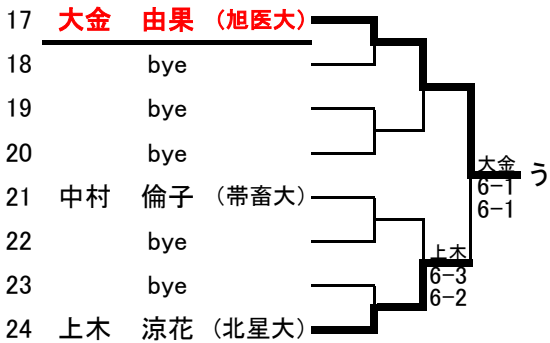 17 大金 由果 (旭医大)
18 bye
19 bye
20 bye
21 中村 倫子 (帯畜大)
22 bye
23 bye
24 上木 涼花 (北星大)
大金
6-1
6-1
う
上木
6-3
6-2